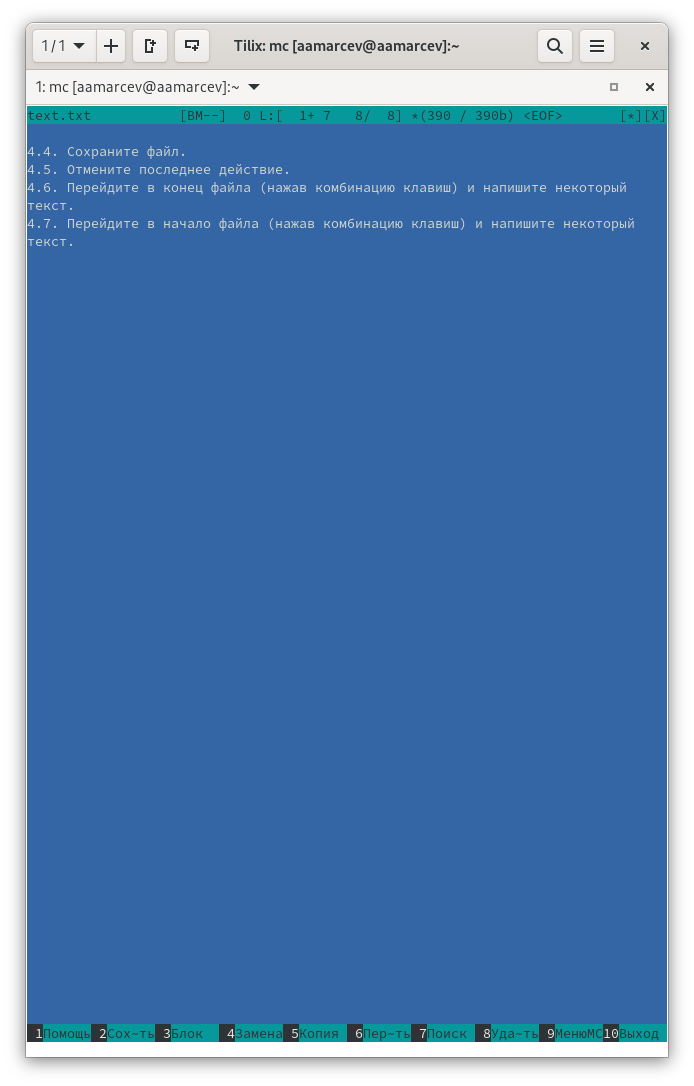 1 / 1
Tilix: mc [aamarcev@aamarcev]:~
1: mc [aamarcev@aamarcev]:~
text.txt [BM--] 0 L:[ 1+ 7 8/ 8] *(390 / 390b) <EOF> [*][X]
4.4. Сохраните файл.
4.5. Отмените последнее действие.
4.6. Перейдите в конец файла (нажав комбинацию клавиш) и напишите некоторый
текст.
4.7. Перейдите в начало файла (нажав комбинацию клавиш) и напишите некоторый
текст.
1Помощь 2Сох~ть 3Блок 4Замена 5Копия 6Пер~ть 7Поиск 8Уда~ть 9МенюMC 10Выход